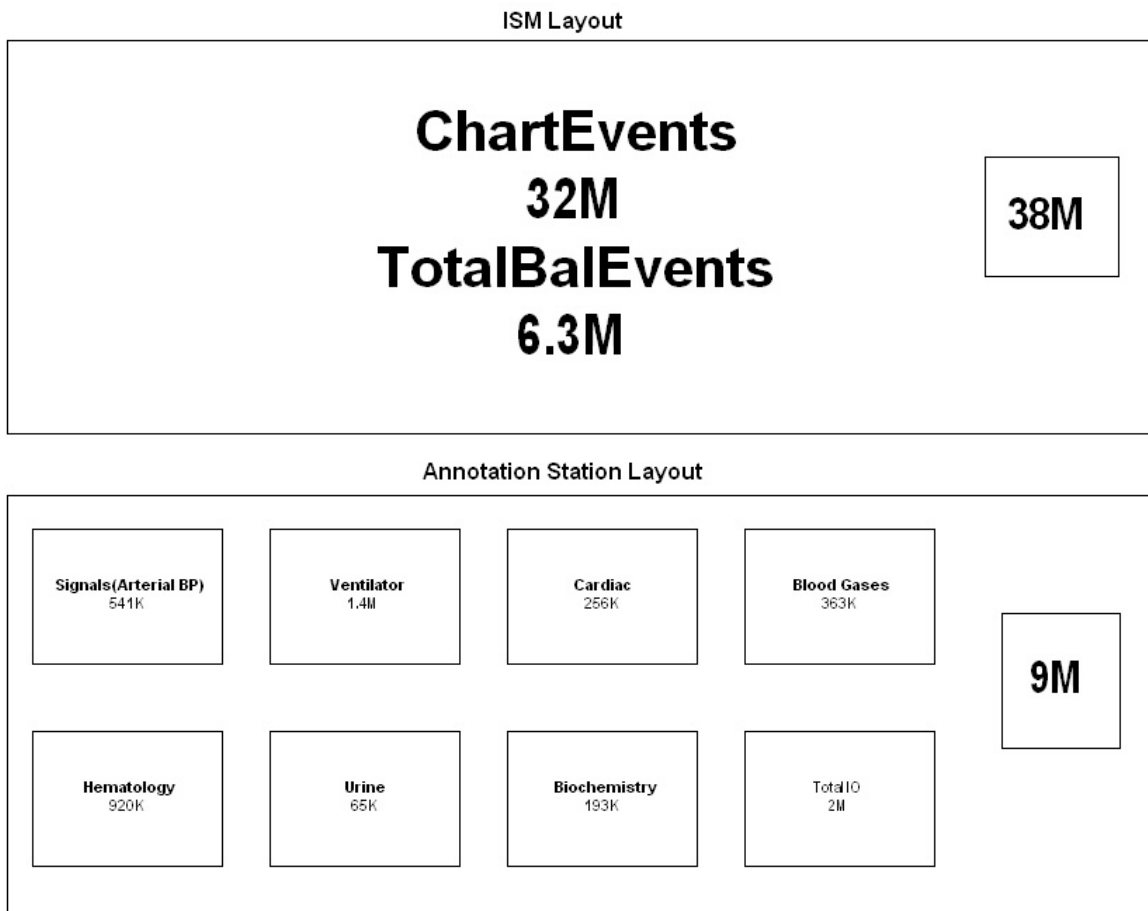 ISM Layout
ChartEvents
32M
TotalBalEvents
6.3M
38M
Annotation Station Layout
Signals(Arterial BP)
541K
Ventilator
1.4M
Cardiac
256K
Blood Gases
363K
9M
Hematology
920K
Urine
65K
Biochemistry
193K
Total IO
2M